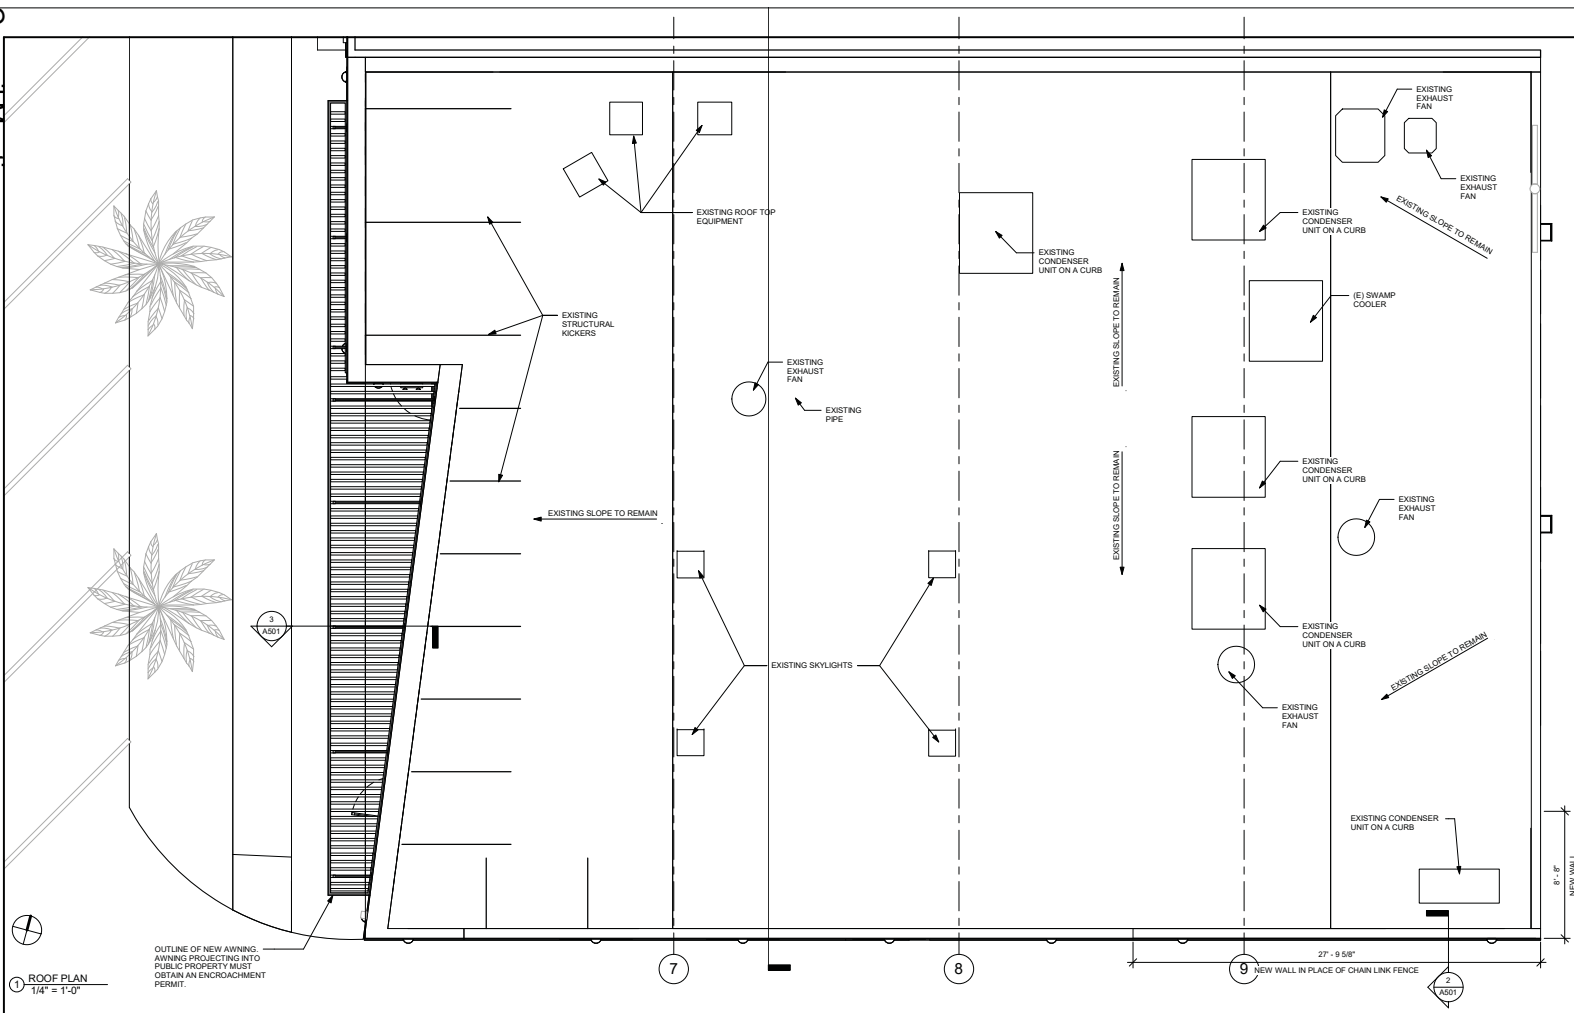 EXISTING
EXHAUST
FAN
EXISTING
EXHAUST
FAN
EXISTING SLOPE TO REMAIN
EXISTING ROOF TOP
EQUIPMENT
EXISTING
CONDENSER
UNIT ON A CURB
EXISTING
CONDENSER
UNIT ON A CURB
EXISTING SLOPE TO REMAIN
(E) SWAMP
COOLER
EXISTING
STRUCTURAL
KICKERS
EXISTING
EXHAUST
FAN
EXISTING
PIPE
EXISTING SLOPE TO REMAIN
EXISTING
CONDENSER
UNIT ON A CURB
EXISTING
EXHAUST
FAN
EXISTING SLOPE TO REMAIN
3
A501
EXISTING
CONDENSER
UNIT ON A CURB
EXISTING SKYLIGHTS
EXISTING SLOPE TO REMAIN
EXISTING
EXHAUST
FAN
EXISTING CONDENSER
UNIT ON A CURB
8' - 8"
NEW WALL
OUTLINE OF NEW AWNING.
AWNING PROJECTING INTO
PUBLIC PROPERTY MUST
OBTAIN AN ENCROACHMENT
PERMIT.
27' - 9 5/8"
7
8
9
NEW WALL IN PLACE OF CHAIN LINK FENCE
2
A501
1
ROOF PLAN
1/4" = 1'-0"